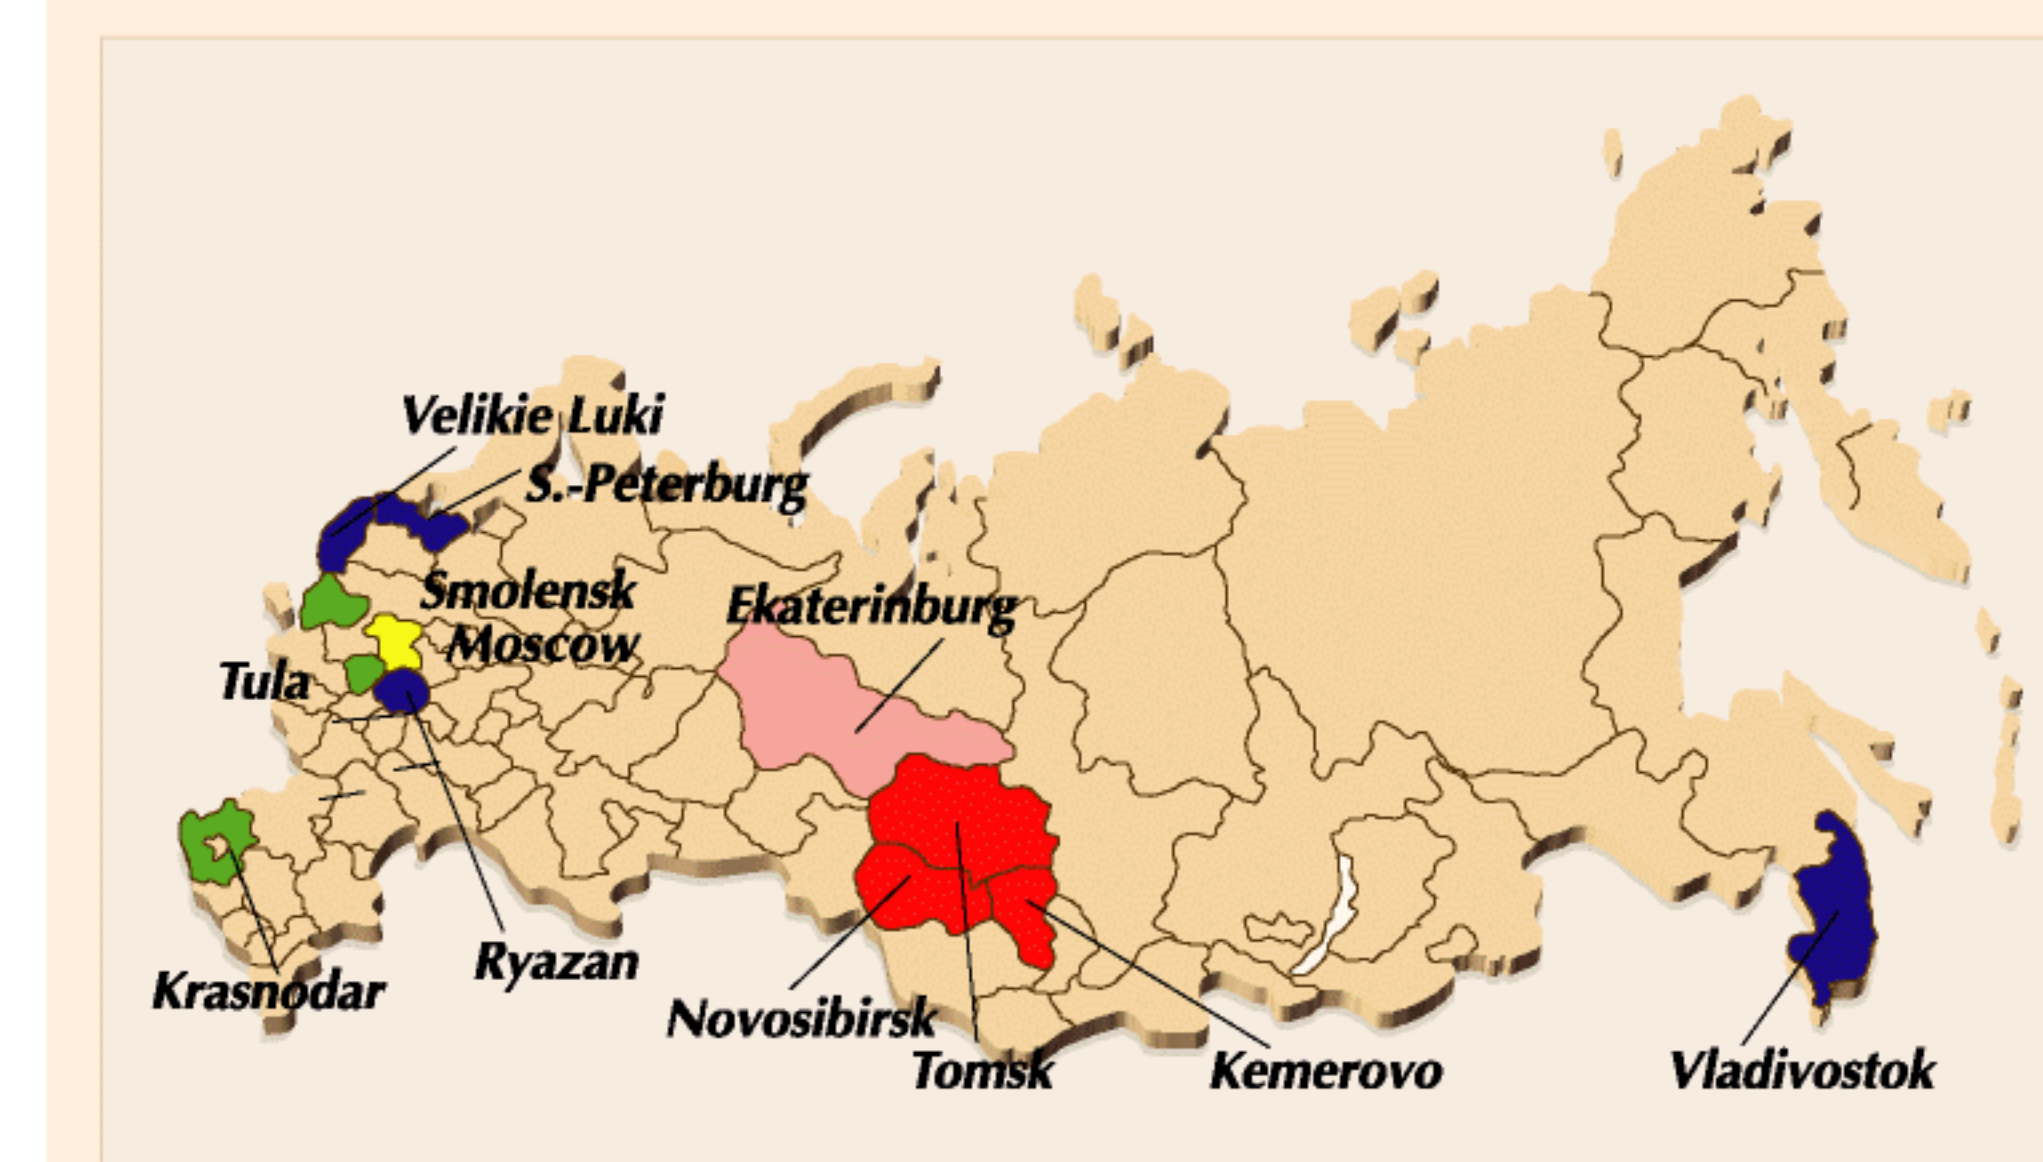 Velikie Luki
S.-Peterburg
Smolensk
Ekaterinburg
Moscow
Tula
Ryazan
Krasnodar
Novosibirsk
Tomsk
Kemerovo
Vladivostok